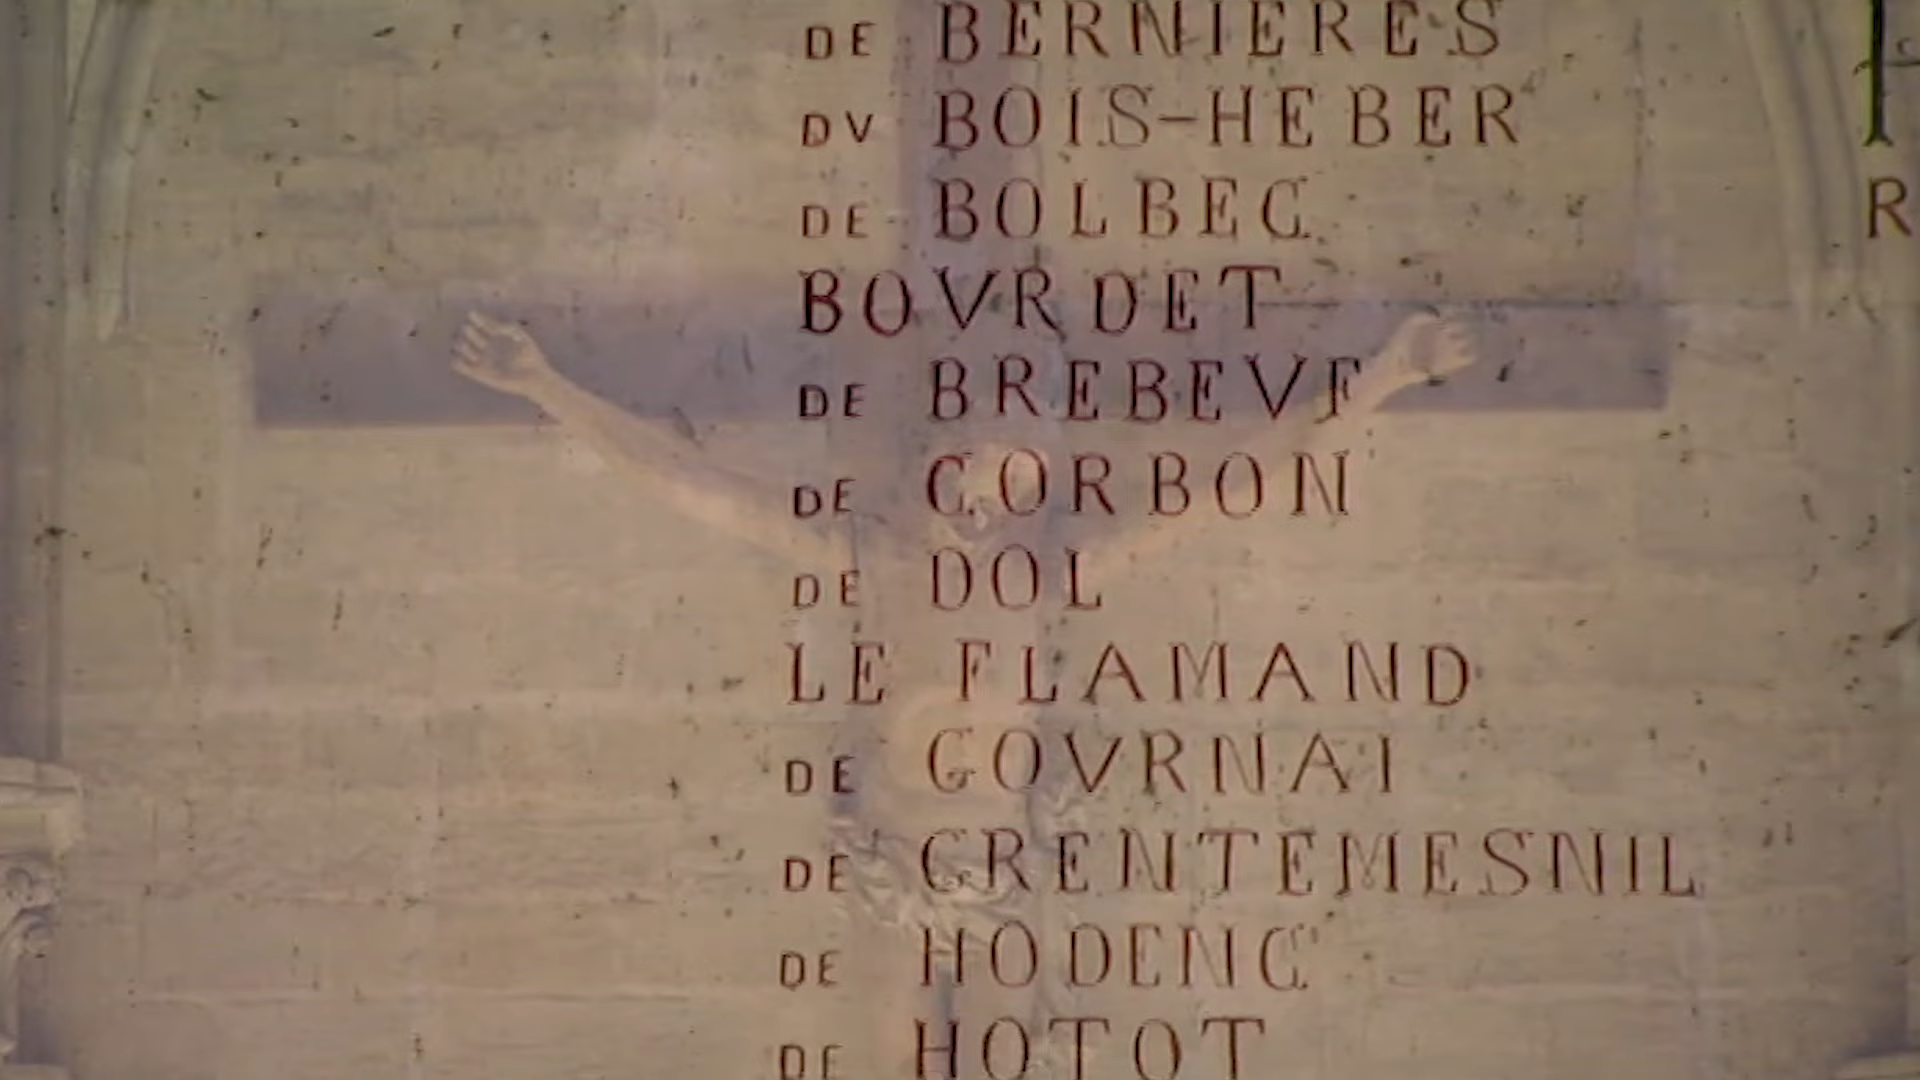 DE BERNIERES
DV BOIS-HEBER
DE BOLBEC
BOVRDET
DE BREBEVF
DE CORBON
DE DOL
LE FLAMAND
DE GOVRNAI
DE GRENTEMESNIL
DE HODENC
DE HOTOT
R